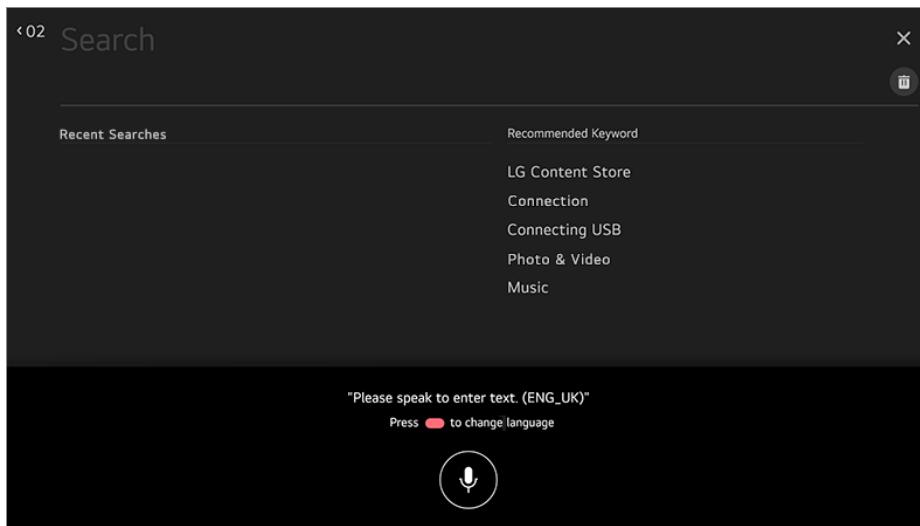 ‹ 02
Search
Recent Searches
Recommended Keyword
LG Content Store
Connection
Connecting USB
Photo & Video
Music
"Please speak to enter text. (ENG_UK)"
Press to change language